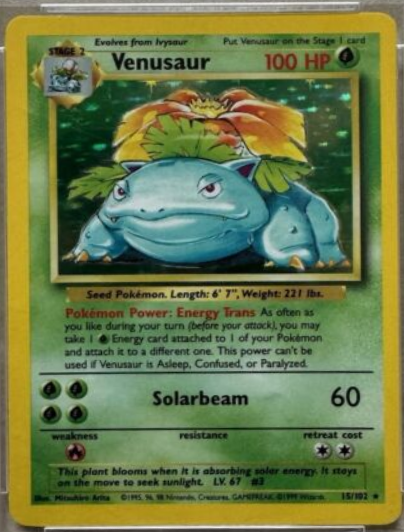 Evolves from Ivysaur Put Venusaur on the Stage 1 card
STAGE 2
Venusaur 100 HP
Seed Pokémon. Length: 6' 7", Weight: 221 lbs.
Pokémon Power: Energy Trans As often as
you like during your turn (before your attack), you may
take 1 Energy card attached to 1 of your Pokémon
and attach it to a different one. This power can't be
used if Venusaur is Asleep, Confused, or Paralyzed.
Solarbeam 60
weakness resistance retreat cost
This plant blooms when it is absorbing solar energy. It stays
on the move to seek sunlight. LV. 67 #3
Illus. Mitsuhiro Arita ©1995, 96, 98 Nintendo, Creatures, GAMEFREAK. ©1999 Wizards. 15/102 ★